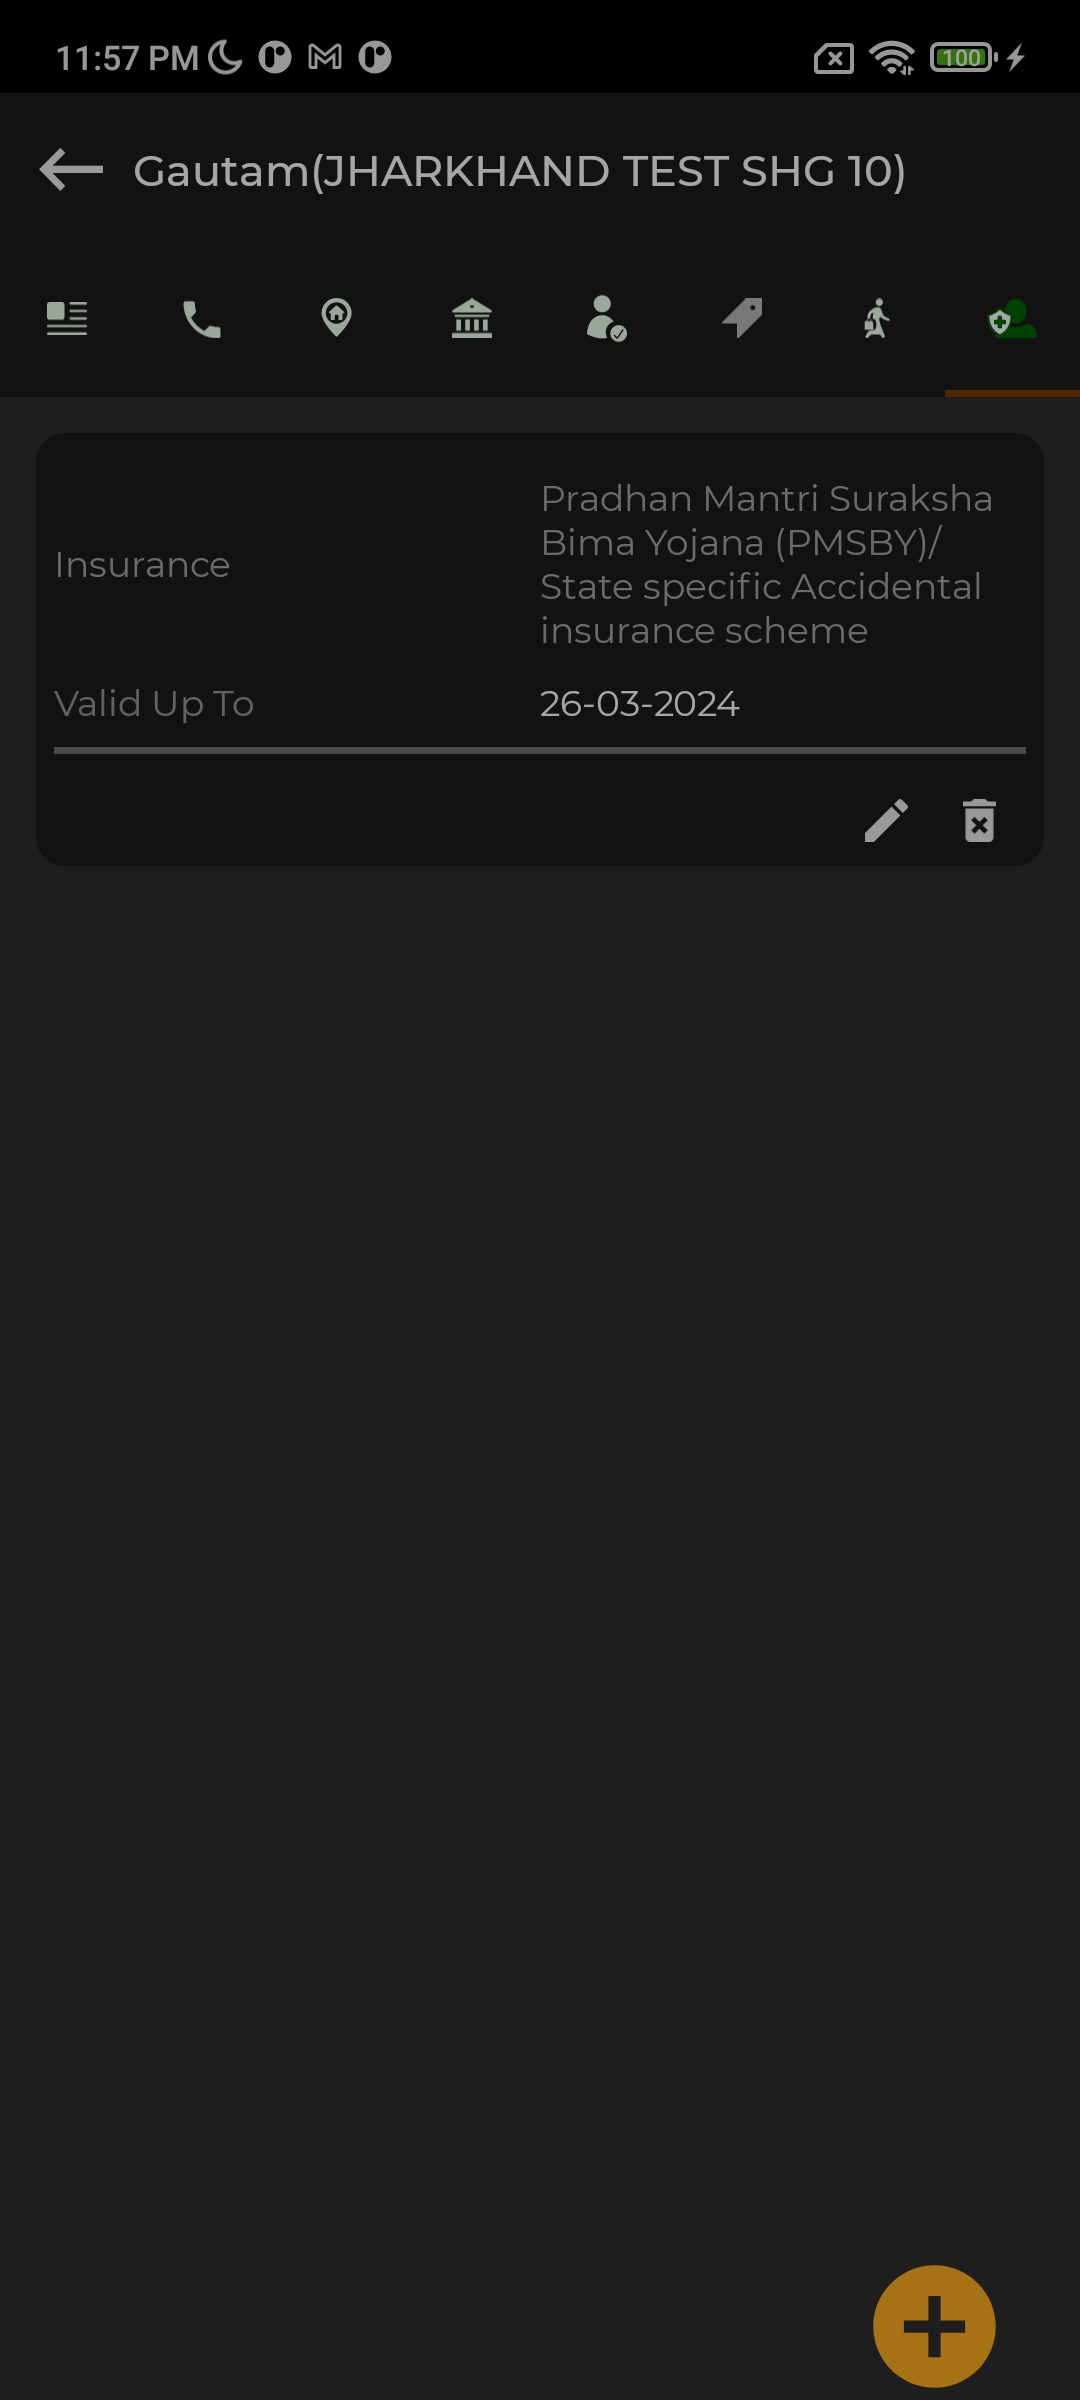 11:57 PM
100
Gautam(JHARKHAND TEST SHG 10)
Insurance
Pradhan Mantri Suraksha
Bima Yojana (PMSBY)/
State specific Accidental
insurance scheme
Valid Up To
26-03-2024